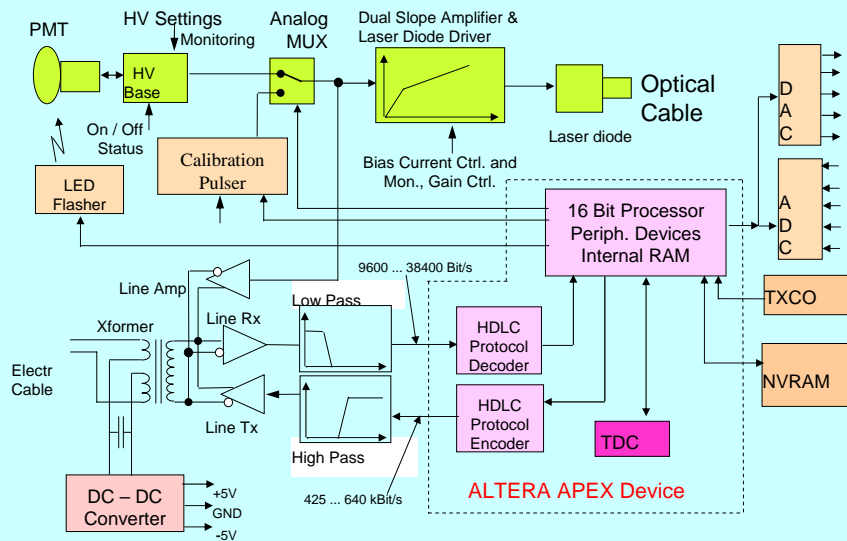 PMT
HV Settings
Monitoring
HV
Base
On / Off
Status
Analog
MUX
Dual Slope Amplifier &
Laser Diode Driver
Optical
Cable
Laser diode
Bias Current Ctrl. and
Mon., Gain Ctrl.
D
A
C
A
D
C
LED
Flasher
Calibration
Pulser
16 Bit Processor
Periph. Devices
Internal RAM
9600 ... 38400 Bit/s
Line Amp
Low Pass
TXCO
Xformer
Line Rx
HDLC
Protocol
Decoder
Electr
Cable
NVRAM
HDLC
Protocol
Encoder
Line Tx
TDC
High Pass
425 ... 640 kBit/s
ALTERA APEX Device
DC – DC
Converter
+5V
GND
-5V